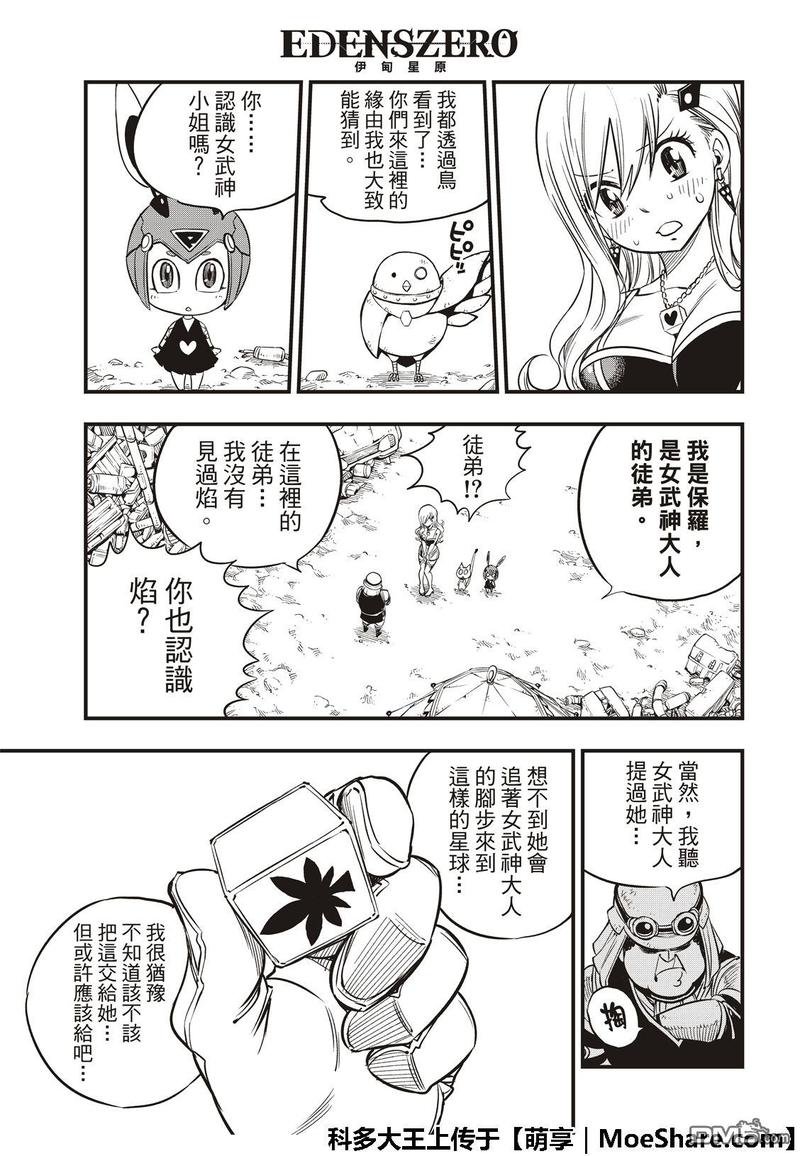 EDENSZERO
伊甸星原
我都透過鳥
看到了…
你們來這裡的
緣由我也大致
能猜到。
ピピッピ
你……
認識女武神
小姐嗎？
我是保羅，
是女武神大人
的徒弟。
徒弟!?
在這裡的
徒弟…
我沒有
見過焰。
你也認識
焰？
當然，我聽
女武神大人
提過她…
掏
想不到她會
追著女武神大人
的腳步來到
這樣的星球…
我很猶豫
不知道該不該
把這交給她…
但或許應該給吧…
科多大王上传于【萌享｜MoeShare.com】